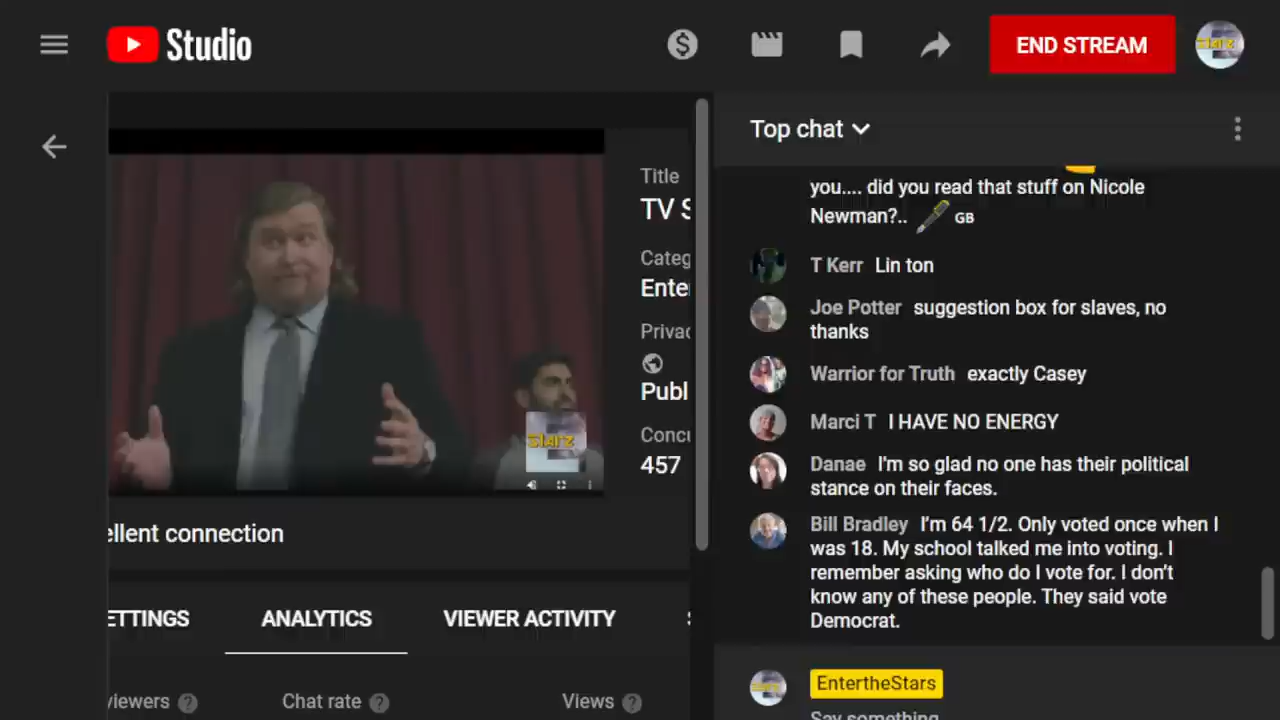 Studio
END STREAM
Starz
Top chat
Title
TV S
Categ
Enter
Privac
Publ
Concu
457
Starz
ellent connection
ETTINGS
ANALYTICS
VIEWER ACTIVITY
viewers
Chat rate
Views
you.... did you read that stuff on Nicole
Newman?.. GB
T Kerr Lin ton
Joe Potter suggestion box for slaves, no
thanks
Warrior for Truth exactly Casey
Marci T I HAVE NO ENERGY
Danae I'm so glad no one has their political
stance on their faces.
Bill Bradley I'm 64 1/2. Only voted once when I
was 18. My school talked me into voting. I
remember asking who do I vote for. I don't
know any of these people. They said vote
Democrat.
EntertheStars
Say something